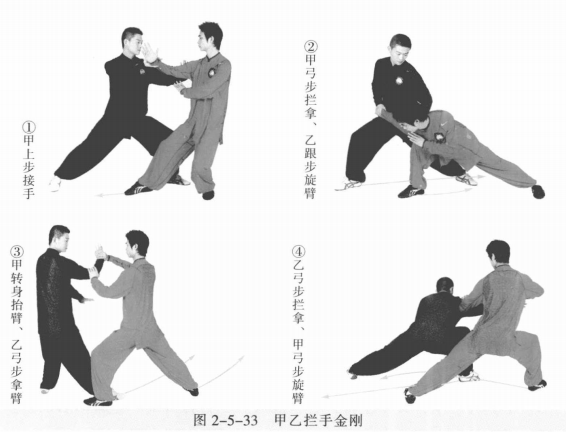 ①甲上步接手
②甲弓步拦拿、乙跟步旋臂
③甲转身抬臂、乙弓步拿臂
④乙弓步拦拿、甲弓步旋臂
图 2-5-33 甲乙拦手金刚